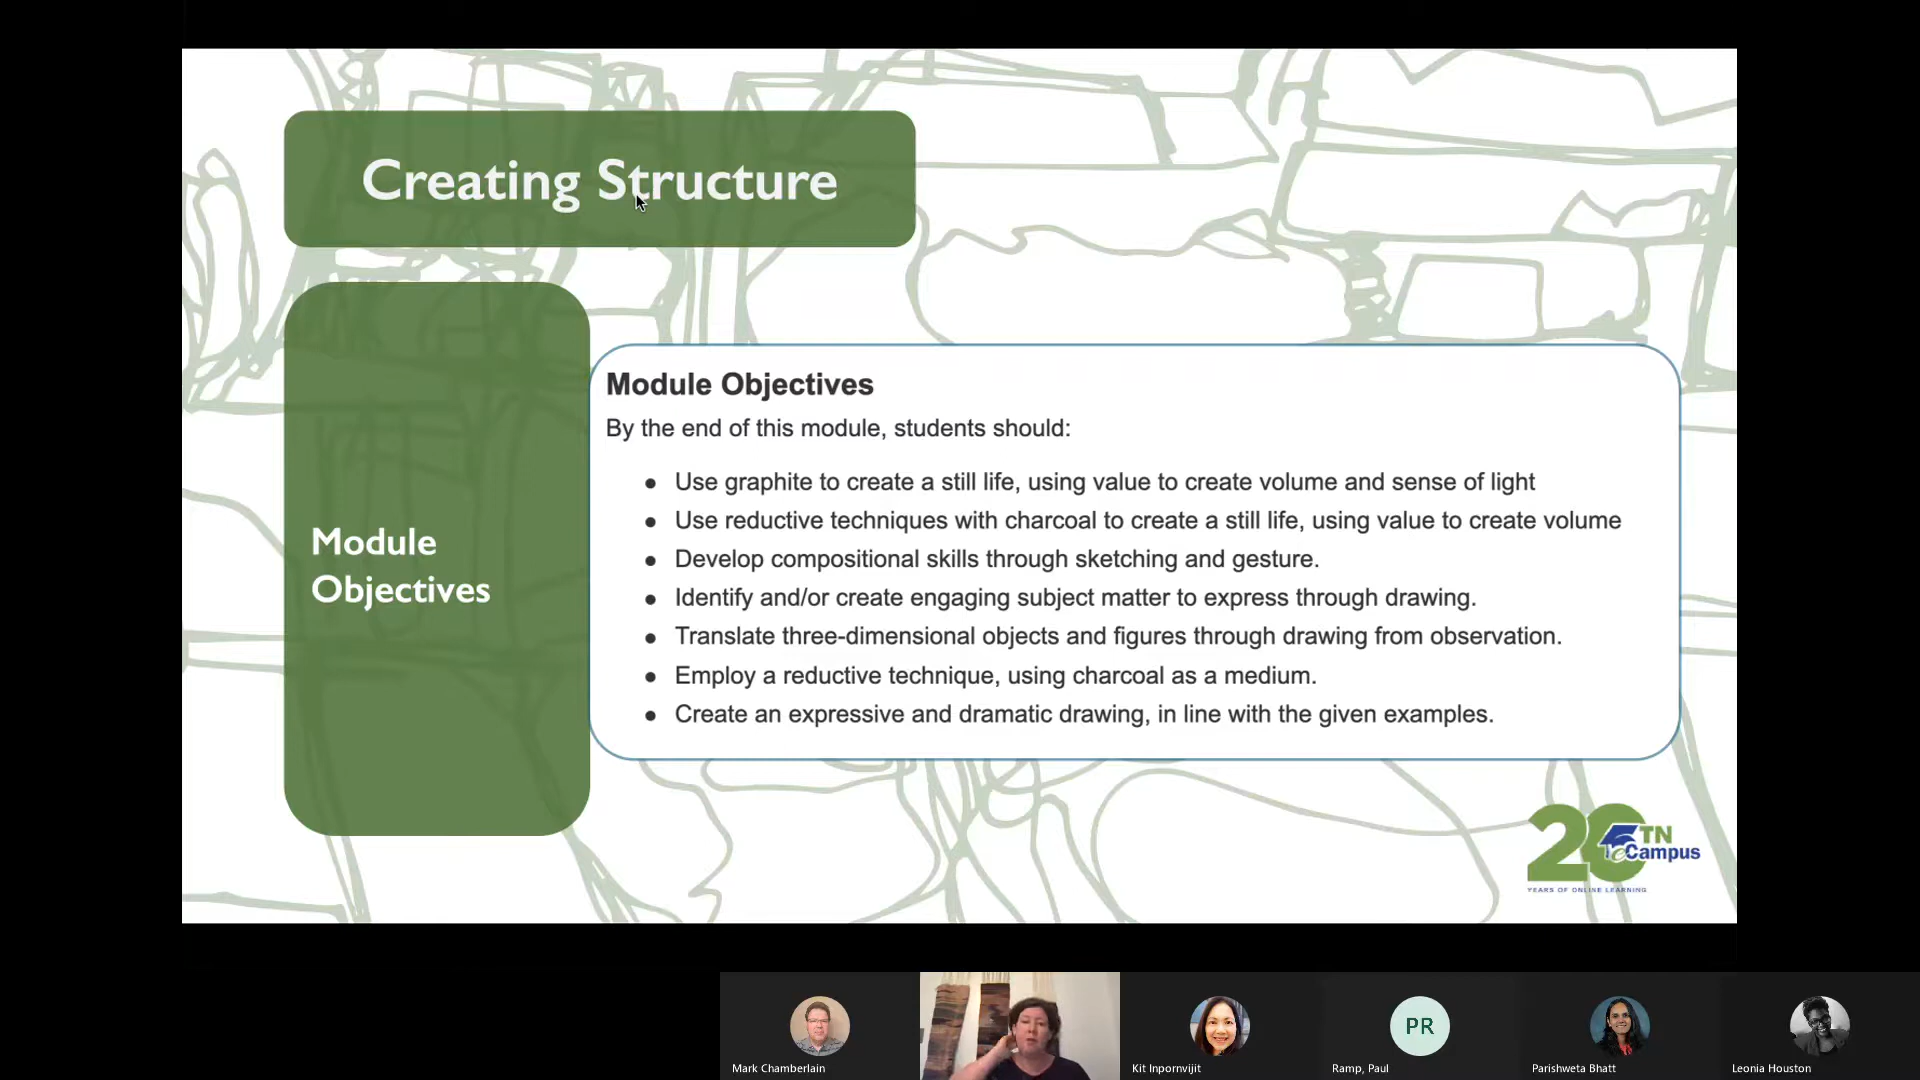 Creating Structure
Module
Objectives
Module Objectives
By the end of this module, students should:
● Use graphite to create a still life, using value to create volume and sense of light
● Use reductive techniques with charcoal to create a still life, using value to create volume
● Develop compositional skills through sketching and gesture.
● Identify and/or create engaging subject matter to express through drawing.
● Translate three-dimensional objects and figures through drawing from observation.
● Employ a reductive technique, using charcoal as a medium.
● Create an expressive and dramatic drawing, in line with the given examples.
20 TN
eCampus
YEARS OF ONLINE LEARNING
PR
Mark Chamberlain
Kit Inpornvijit
Ramp, Paul
Parishweta Bhatt
Leonia Houston